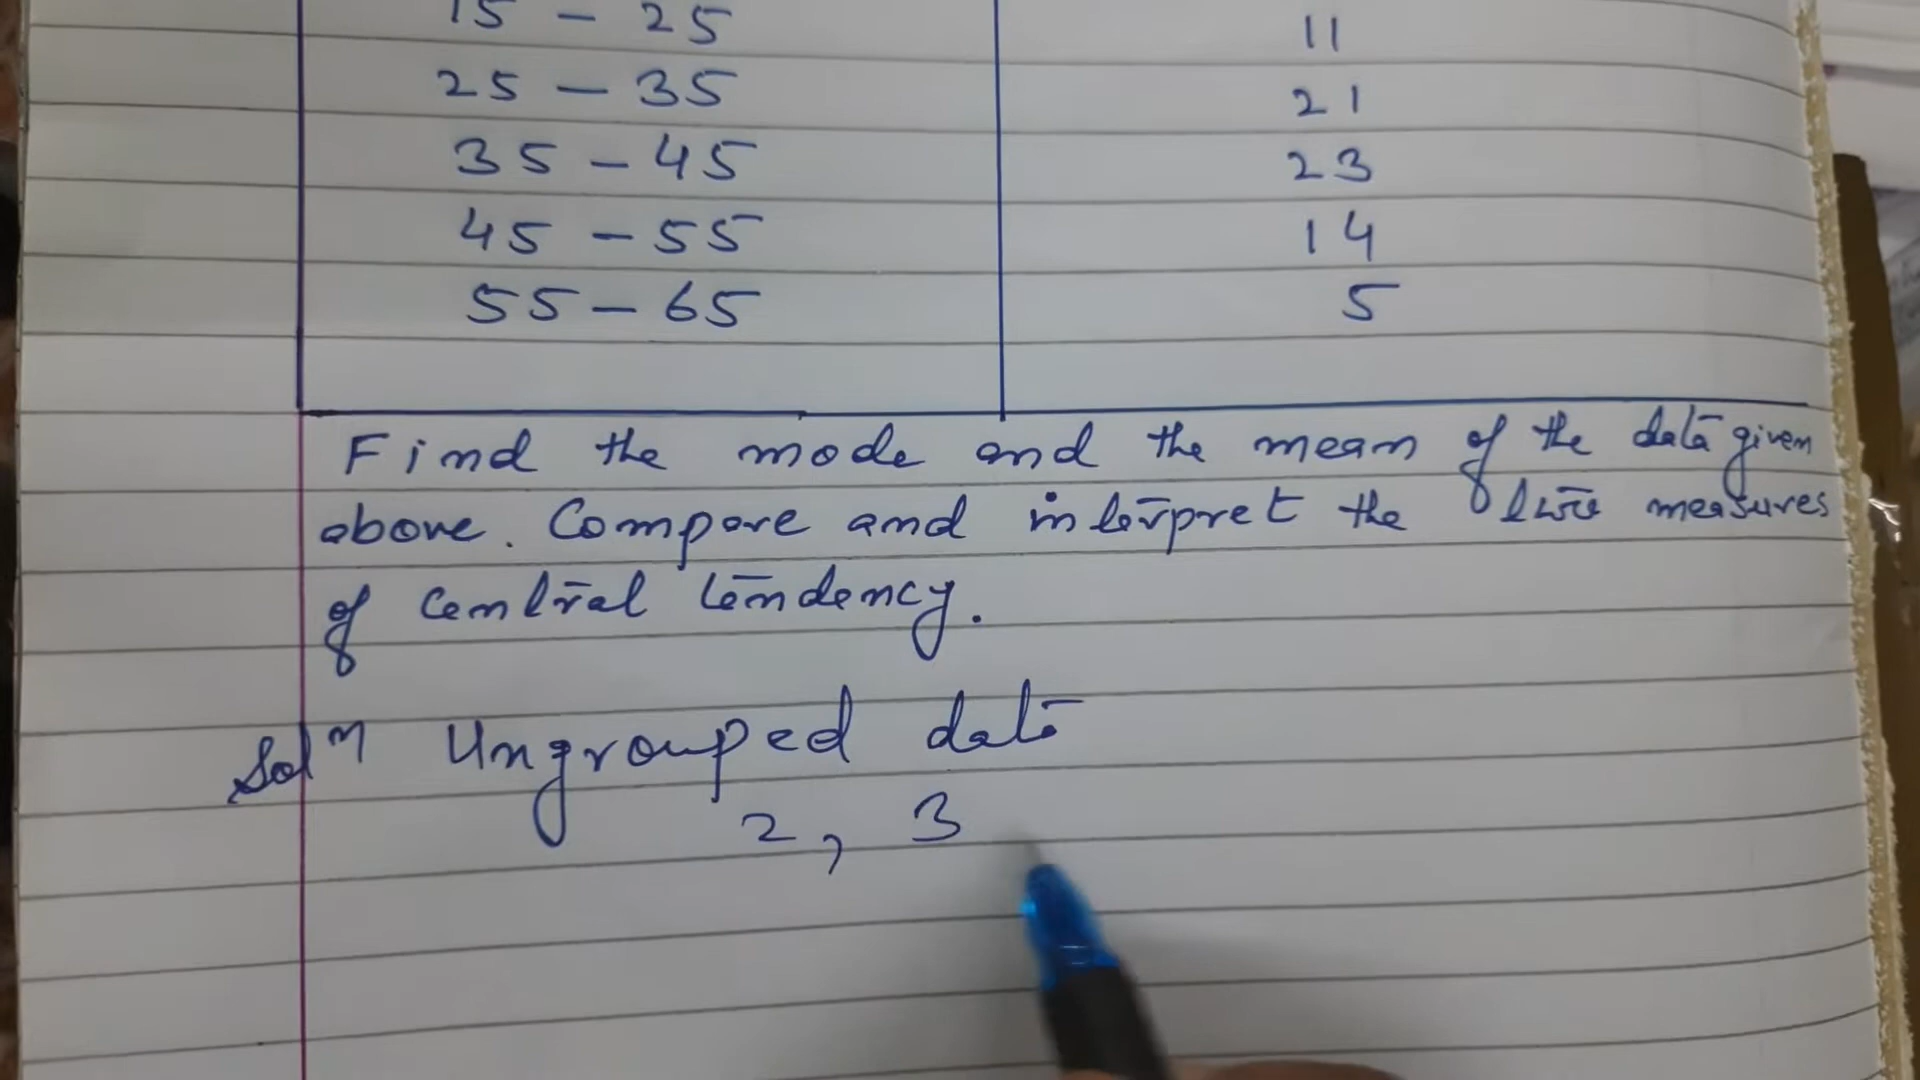 15 - 25 11
25 - 35 21
35 - 45 23
45 - 55 14
55 - 65 5
Find the mode and the mean of the data given
above. Compare and interpret the two measures
of central tendency.
Solⁿ Ungrouped data
2, 3